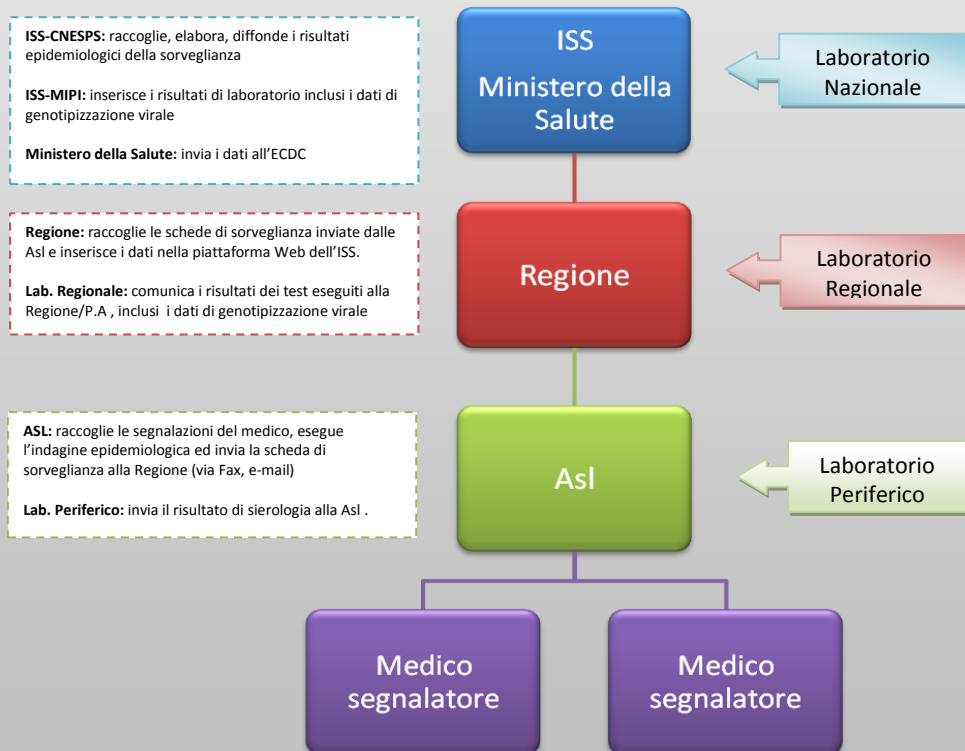 ISS-CNESPS: raccoglie, elabora, diffonde i risultati
epidemiologici della sorveglianza
ISS-MIPI: inserisce i risultati di laboratorio inclusi i dati di
genotipizzazione virale
Ministero della Salute: invia i dati all’ECDC
ISS
Ministero della
Salute
Laboratorio
Nazionale
Regione: raccoglie le schede di sorveglianza inviate dalle
Asl e inserisce i dati nella piattaforma Web dell’ISS.
Lab. Regionale: comunica i risultati dei test eseguiti alla
Regione/P.A , inclusi i dati di genotipizzazione virale
Regione
Laboratorio
Regionale
ASL: raccoglie le segnalazioni del medico, esegue
l’indagine epidemiologica ed invia la scheda di
sorveglianza alla Regione (via Fax, e-mail)
Lab. Periferico: invia il risultato di sierologia alla Asl .
Asl
Laboratorio
Periferico
Medico
segnalatore
Medico
segnalatore